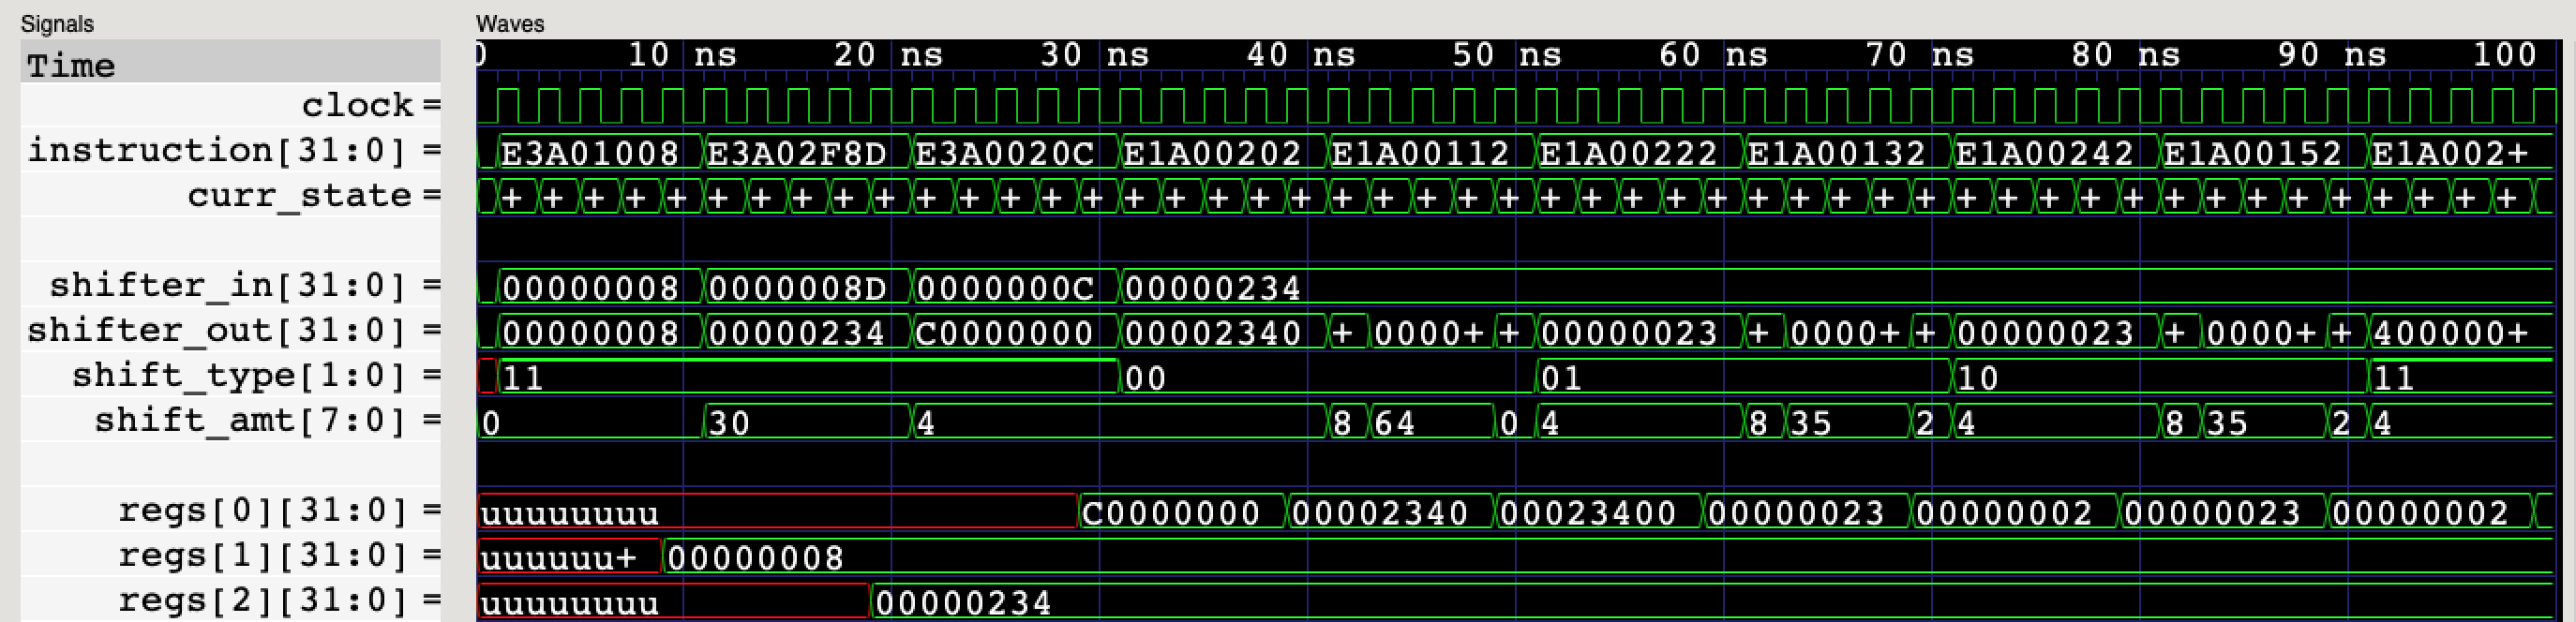 Signals Waves
Time 0 10 ns 20 ns 30 ns 40 ns 50 ns 60 ns 70 ns 80 ns 90 ns 100
clock =
instruction[31:0] = E3A01008 E3A02F8D E3A0020C E1A00202 E1A00112 E1A00222 E1A00132 E1A00242 E1A00152 E1A002+
curr_state = + + + + + + + + + + + + + + + + + + + + + + + + + + + + + + + + + + + + + + + + + + + + + + + + +
shifter_in[31:0] = 00000008 0000008D 0000000C 00000234
shifter_out[31:0] = 00000008 00000234 C0000000 00002340 + 0000+ + 00000023 + 0000+ + 00000023 + 0000+ + 400000+
shift_type[1:0] = 11 00 01 10 11
shift_amt[7:0] = 0 30 4 8 64 0 4 8 35 2 4 8 35 2 4
regs[0][31:0] = uuuuuuuu C0000000 00002340 00023400 00000023 00000002 00000023 00000002
regs[1][31:0] = uuuuuu+ 00000008
regs[2][31:0] = uuuuuuuu 00000234